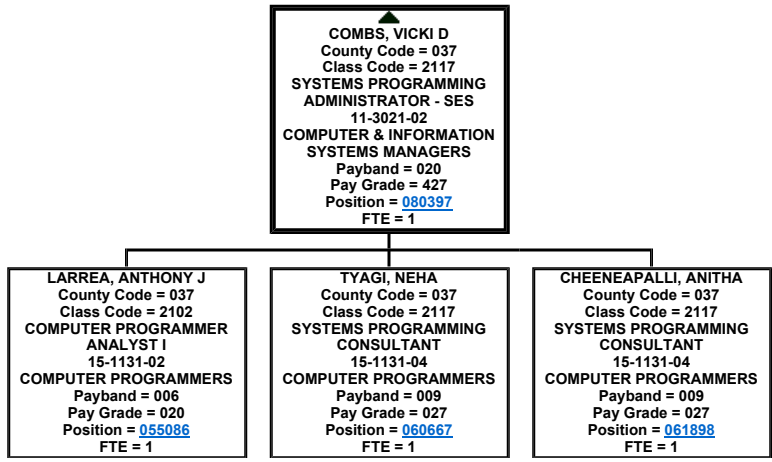 COMBS, VICKI D
County Code = 037
Class Code = 2117
SYSTEMS PROGRAMMING
ADMINISTRATOR - SES
11-3021-02
COMPUTER & INFORMATION
SYSTEMS MANAGERS
Payband = 020
Pay Grade = 427
Position = 080397
FTE = 1
LARREA, ANTHONY J
County Code = 037
Class Code = 2102
COMPUTER PROGRAMMER
ANALYST I
15-1131-02
COMPUTER PROGRAMMERS
Payband = 006
Pay Grade = 020
Position = 055086
FTE = 1
TYAGI, NEHA
County Code = 037
Class Code = 2117
SYSTEMS PROGRAMMING
CONSULTANT
15-1131-04
COMPUTER PROGRAMMERS
Payband = 009
Pay Grade = 027
Position = 060667
FTE = 1
CHEENEAPALLI, ANITHA
County Code = 037
Class Code = 2117
SYSTEMS PROGRAMMING
CONSULTANT
15-1131-04
COMPUTER PROGRAMMERS
Payband = 009
Pay Grade = 027
Position = 061898
FTE = 1